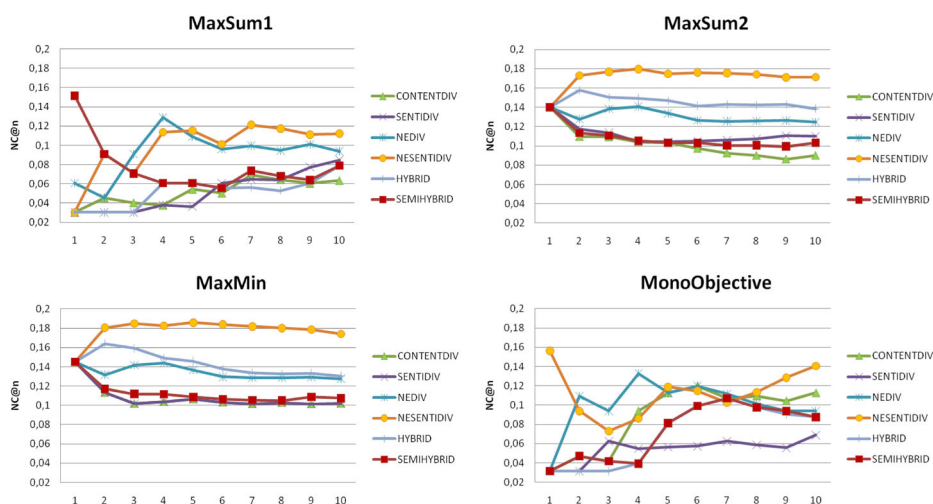 MaxSum1
NC@n
0,2
0,18
0,16
0,14
0,12
0,1
0,08
0,06
0,04
0,02
1 2 3 4 5 6 7 8 9 10
CONTENTDIV
SENTIDIV
NEDIV
NESENTIDIV
HYBRID
SEMIHYBRID
MaxSum2
NC@n
0,2
0,18
0,16
0,14
0,12
0,1
0,08
0,06
0,04
0,02
1 2 3 4 5 6 7 8 9 10
CONTENTDIV
SENTIDIV
NEDIV
NESENTIDIV
HYBRID
SEMIHYBRID
MaxMin
NC@n
0,2
0,18
0,16
0,14
0,12
0,1
0,08
0,06
0,04
0,02
1 2 3 4 5 6 7 8 9 10
CONTENTDIV
SENTIDIV
NEDIV
NESENTIDIV
HYBRID
SEMIHYBRID
MonoObjective
NC@n
0,2
0,18
0,16
0,14
0,12
0,1
0,08
0,06
0,04
0,02
1 2 3 4 5 6 7 8 9 10
CONTENTDIV
SENTIDIV
NEDIV
NESENTIDIV
HYBRID
SEMIHYBRID